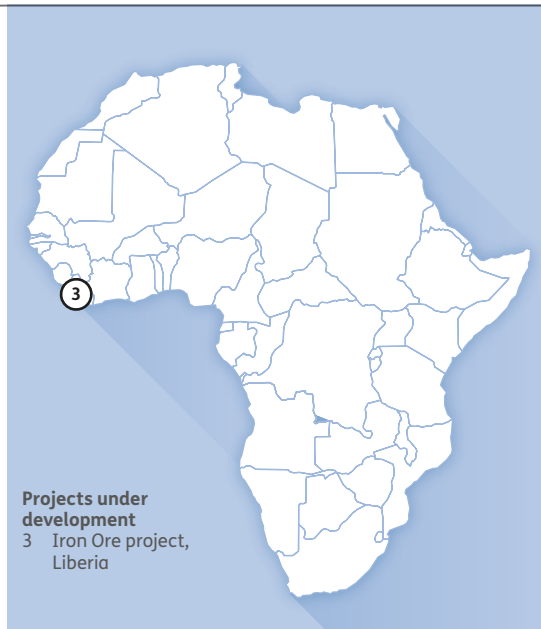 3
Projects under
development
3 Iron Ore project,
Liberia